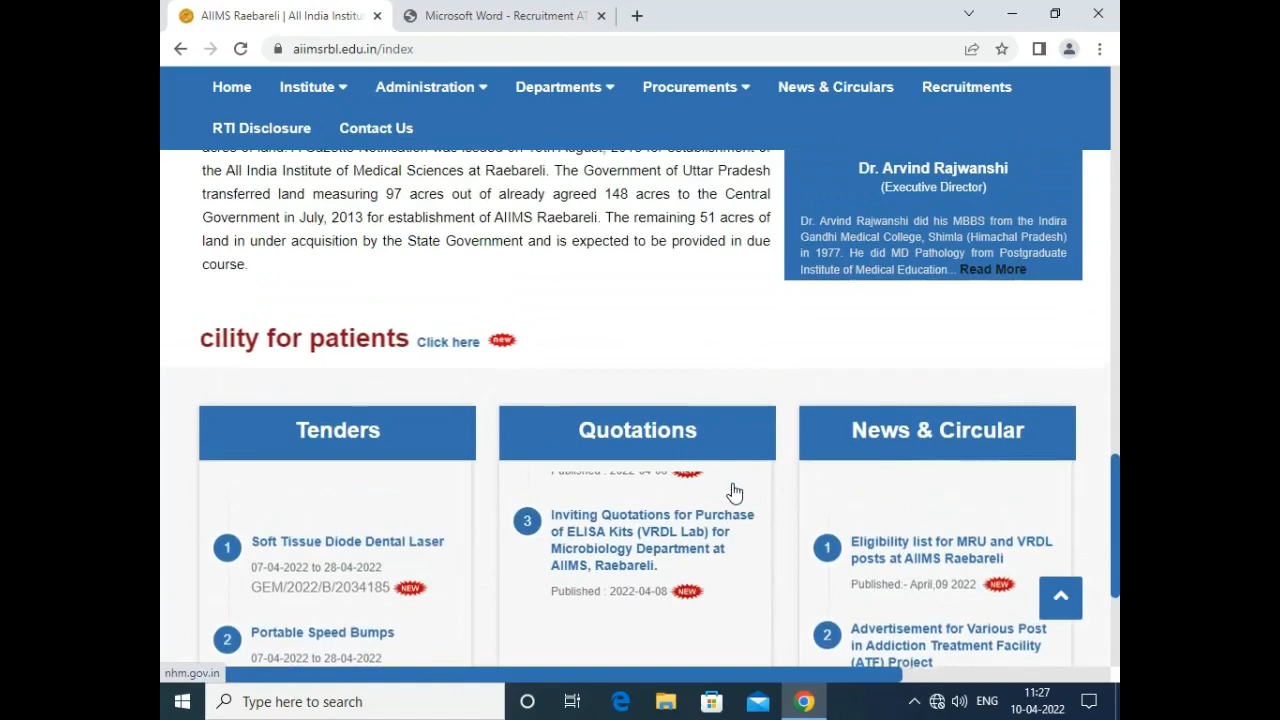 AIIMS Raebareli | All India Institu
Microsoft Word - Recruitment AT
aiimsrbl.edu.in/index
Home
Institute
Administration
Departments
Procurements
News & Circulars
Recruitments
RTI Disclosure
Contact Us
the All India Institute of Medical Sciences at Raebareli. The Government of Uttar Pradesh
transferred land measuring 97 acres out of already agreed 148 acres to the Central
Government in July, 2013 for establishment of AIIMS Raebareli. The remaining 51 acres of
land in under acquisition by the State Government and is expected to be provided in due
course.
Dr. Arvind Rajwanshi
(Executive Director)
Dr. Arvind Rajwanshi did his MBBS from the Indira
Gandhi Medical College, Shimla (Himachal Pradesh)
in 1977. He did MD Pathology from Postgraduate
Institute of Medical Education... Read More
cility for patients Click here new
Tenders
1
Soft Tissue Diode Dental Laser
07-04-2022 to 28-04-2022
GEM/2022/B/2034185 NEW
2
Portable Speed Bumps
07-04-2022 to 28-04-2022
Quotations
Published : 2022-04-08
3
Inviting Quotations for Purchase
of ELISA Kits (VRDL Lab) for
Microbiology Department at
AIIMS, Raebareli.
Published : 2022-04-08 NEW
News & Circular
1
Eligibility list for MRU and VRDL
posts at AIIMS Raebareli
Published:- April,09 2022 NEW
2
Advertisement for Various Post
in Addiction Treatment Facility
(ATF) Project
nhm.gov.in
Type here to search
ENG
11:27
10-04-2022